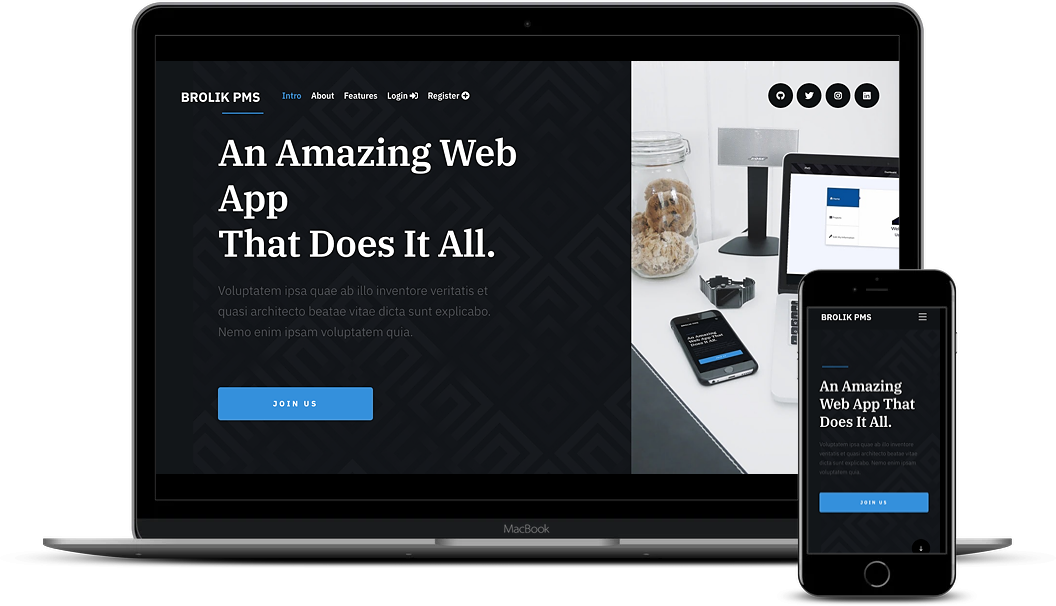 BROLIK PMS
Intro About Features Login Register
An Amazing Web
App
That Does It All.
Voluptatem ipsa quae ab illo inventore veritatis et
quasi architecto beatae vitae dicta sunt explicabo.
Nemo enim ipsam voluptatem quia.
JOIN US
MacBook
An Amazing
Web App That
Does It All.
BROLIK PMS
An Amazing
Web App That
Does It All.
Voluptatem ipsa quae ab illo inventore
veritatis et quasi architecto beatae vitae
dicta sunt explicabo. Nemo enim ipsam
voluptatem quia.
JOIN US